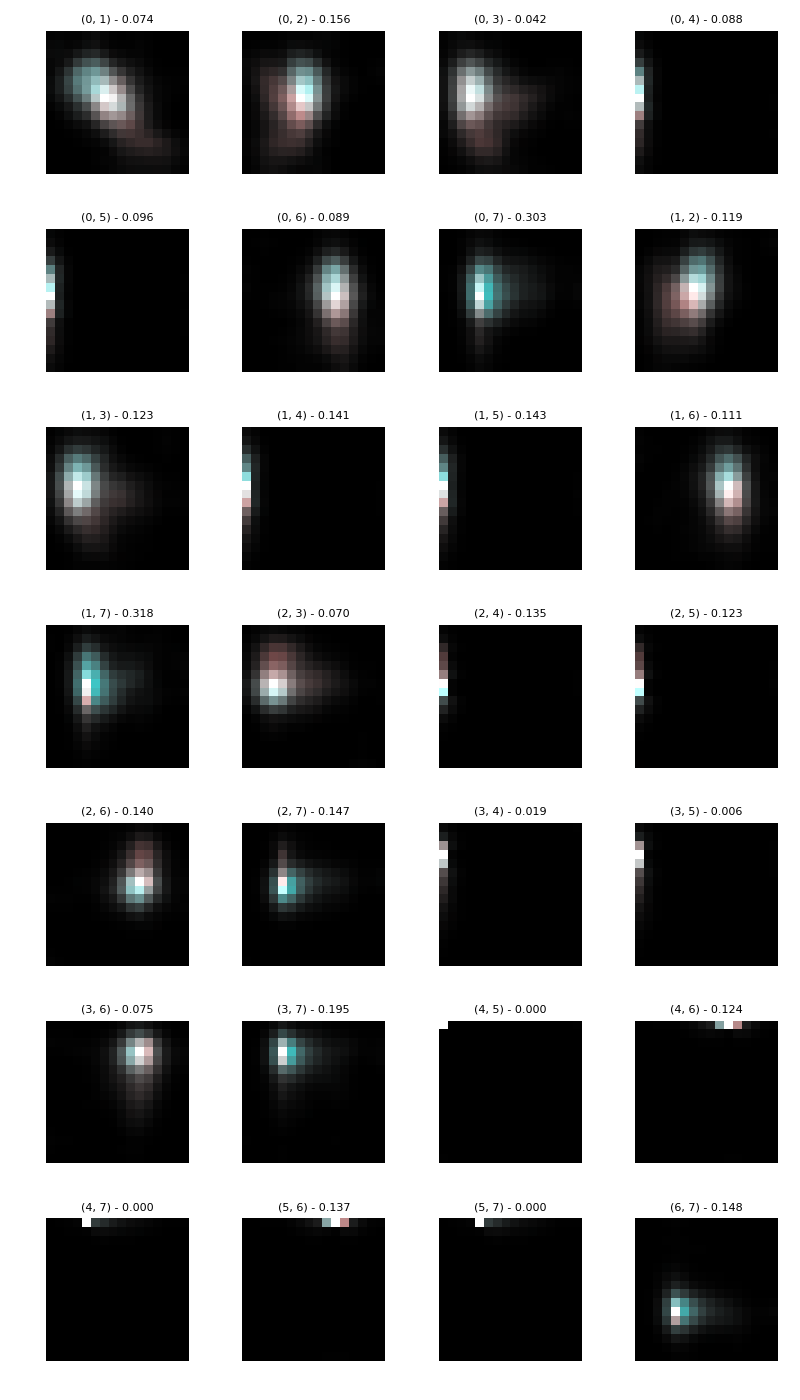 (0, 1) - 0.074 (0, 2) - 0.156 (0, 3) - 0.042 (0, 4) - 0.088
(0, 5) - 0.096 (0, 6) - 0.089 (0, 7) - 0.303 (1, 2) - 0.119
(1, 3) - 0.123 (1, 4) - 0.141 (1, 5) - 0.143 (1, 6) - 0.111
(1, 7) - 0.318 (2, 3) - 0.070 (2, 4) - 0.135 (2, 5) - 0.123
(2, 6) - 0.140 (2, 7) - 0.147 (3, 4) - 0.019 (3, 5) - 0.006
(3, 6) - 0.075 (3, 7) - 0.195 (4, 5) - 0.000 (4, 6) - 0.124
(4, 7) - 0.000 (5, 6) - 0.137 (5, 7) - 0.000 (6, 7) - 0.148